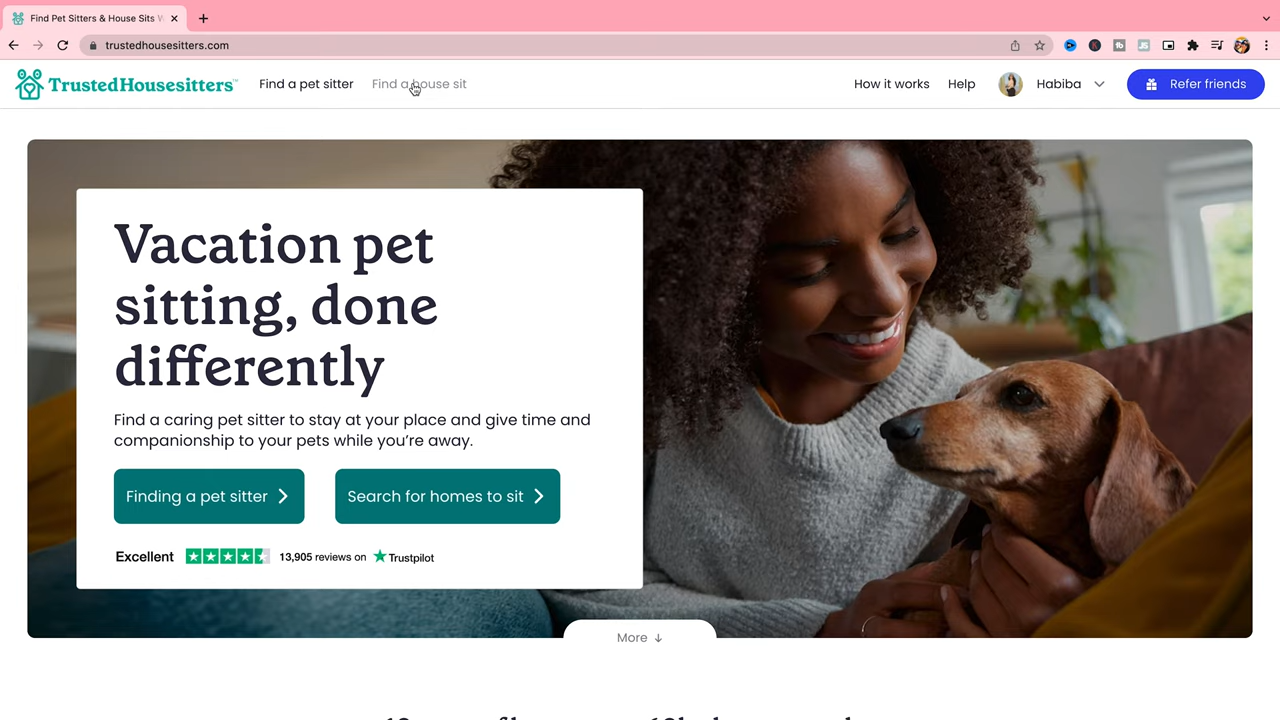 Find Pet Sitters & House Sits
trustedhousesitters.com
TrustedHousesitters™
Find a pet sitter
Find a house sit
How it works
Help
Habiba
Refer friends
Vacation pet
sitting, done
differently
Find a caring pet sitter to stay at your place and give time and
companionship to your pets while you’re away.
Finding a pet sitter
Search for homes to sit
Excellent
13,905 reviews on
Trustpilot
More ↓